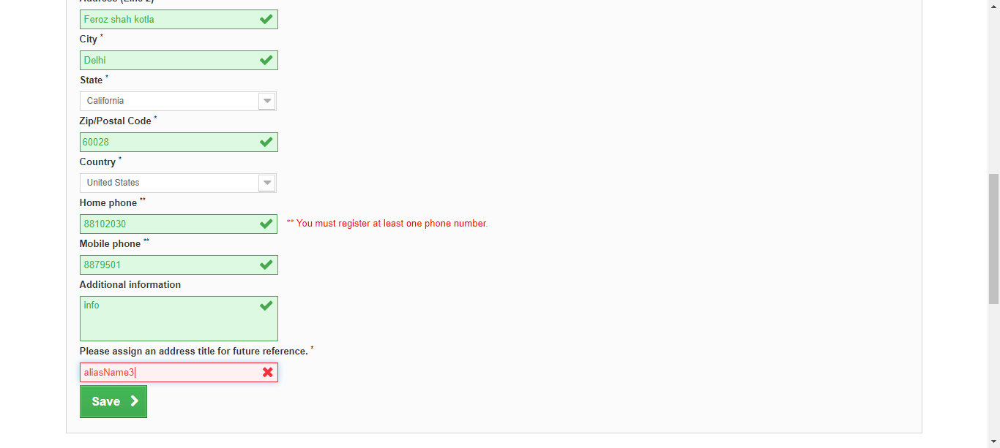 Address (Line 2)
Feroz shah kotla
City *
Delhi
State *
California
Zip/Postal Code *
60028
Country *
United States
Home phone **
88102030
** You must register at least one phone number.
Mobile phone **
8879501
Additional information
info
Please assign an address title for future reference. *
aliasName3
Save